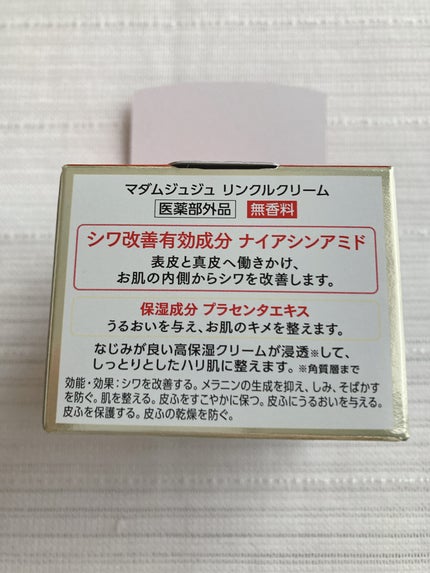 マダムジュジュ リンクルクリーム
医薬部外品 無香料
シワ改善有効成分 ナイアシンアミド
表皮と真皮へ働きかけ、
お肌の内側からシワを改善します。
保湿成分 プラセンタエキス
うるおいを与え、お肌のキメを整えます。
なじみが良い高保湿クリームが浸透※して、
しっとりとしたハリ肌に整えます。※角質層まで
効能・効果:シワを改善する。メラニンの生成を抑え、しみ、そばかす
を防ぐ。肌を整える。皮ふをすこやかに保つ。皮ふにうるおいを与える。
皮ふを保護する。皮ふの乾燥を防ぐ。